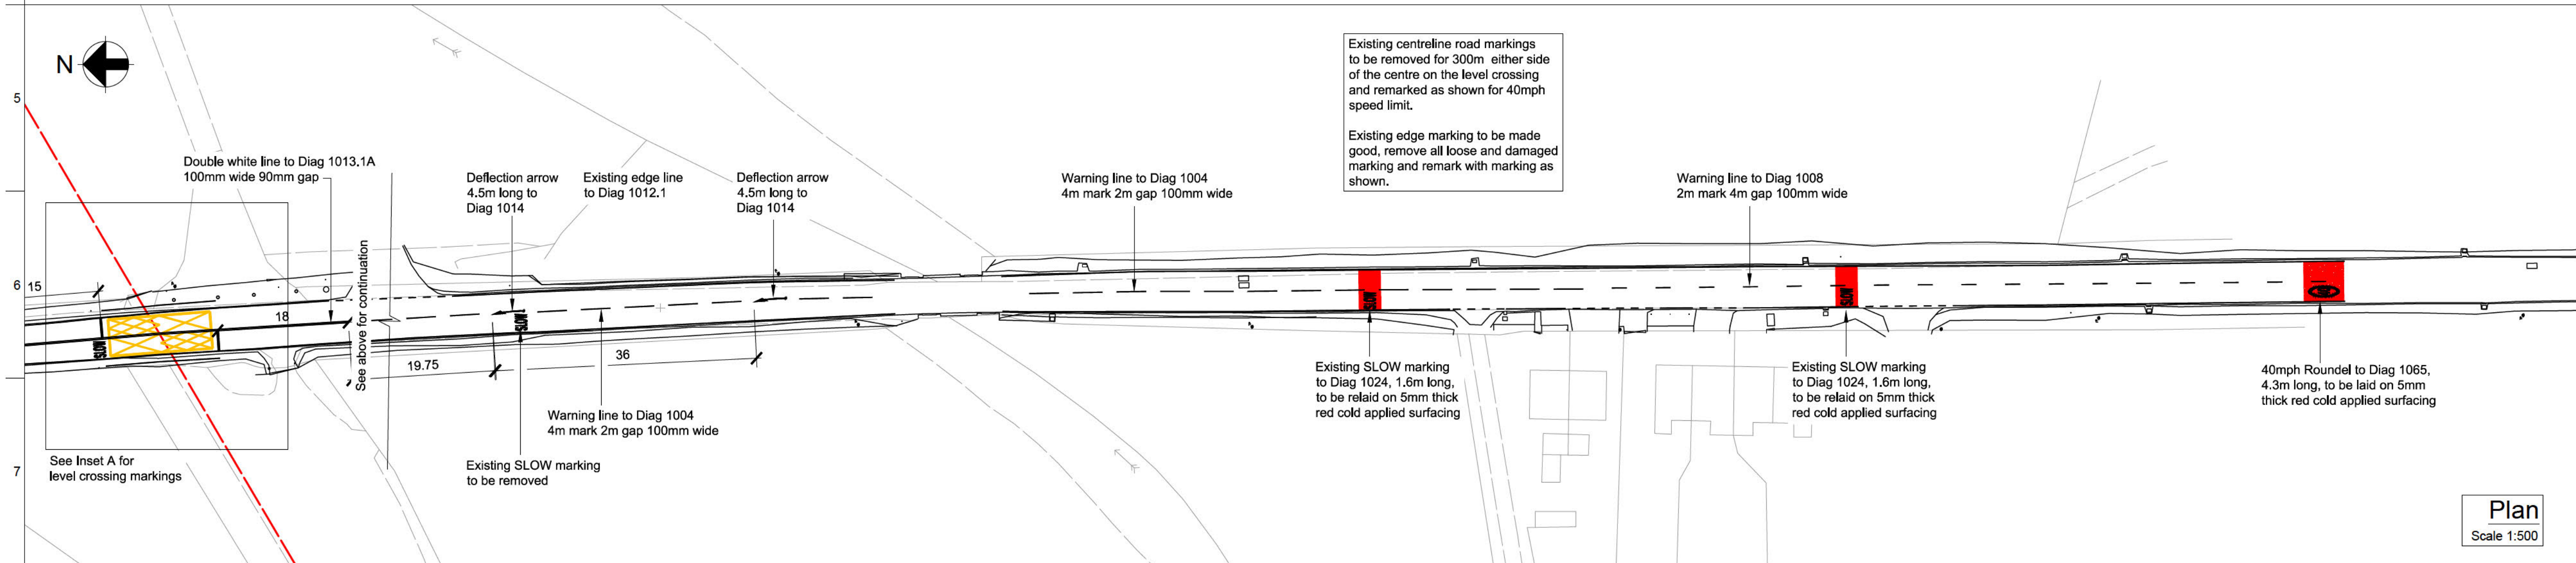 N
5
Existing centreline road markings
to be removed for 300m either side
of the centre on the level crossing
and remarked as shown for 40mph
speed limit.
Existing edge marking to be made
good, remove all loose and damaged
marking and remark with marking as
shown.
Double white line to Diag 1013.1A
100mm wide 90mm gap
Deflection arrow
4.5m long to
Diag 1014
Existing edge line
to Diag 1012.1
Deflection arrow
4.5m long to
Diag 1014
Warning line to Diag 1004
4m mark 2m gap 100mm wide
Warning line to Diag 1008
2m mark 4m gap 100mm wide
See above for continuation
6
15
18
SLOW
SLOW
SLOW
SLOW
40
19.75
36
Warning line to Diag 1004
4m mark 2m gap 100mm wide
Existing SLOW marking
to be removed
Existing SLOW marking
to Diag 1024, 1.6m long,
to be relaid on 5mm thick
red cold applied surfacing
Existing SLOW marking
to Diag 1024, 1.6m long,
to be relaid on 5mm thick
red cold applied surfacing
40mph Roundel to Diag 1065,
4.3m long, to be laid on 5mm
thick red cold applied surfacing
See Inset A for
level crossing markings
7
Plan
Scale 1:500